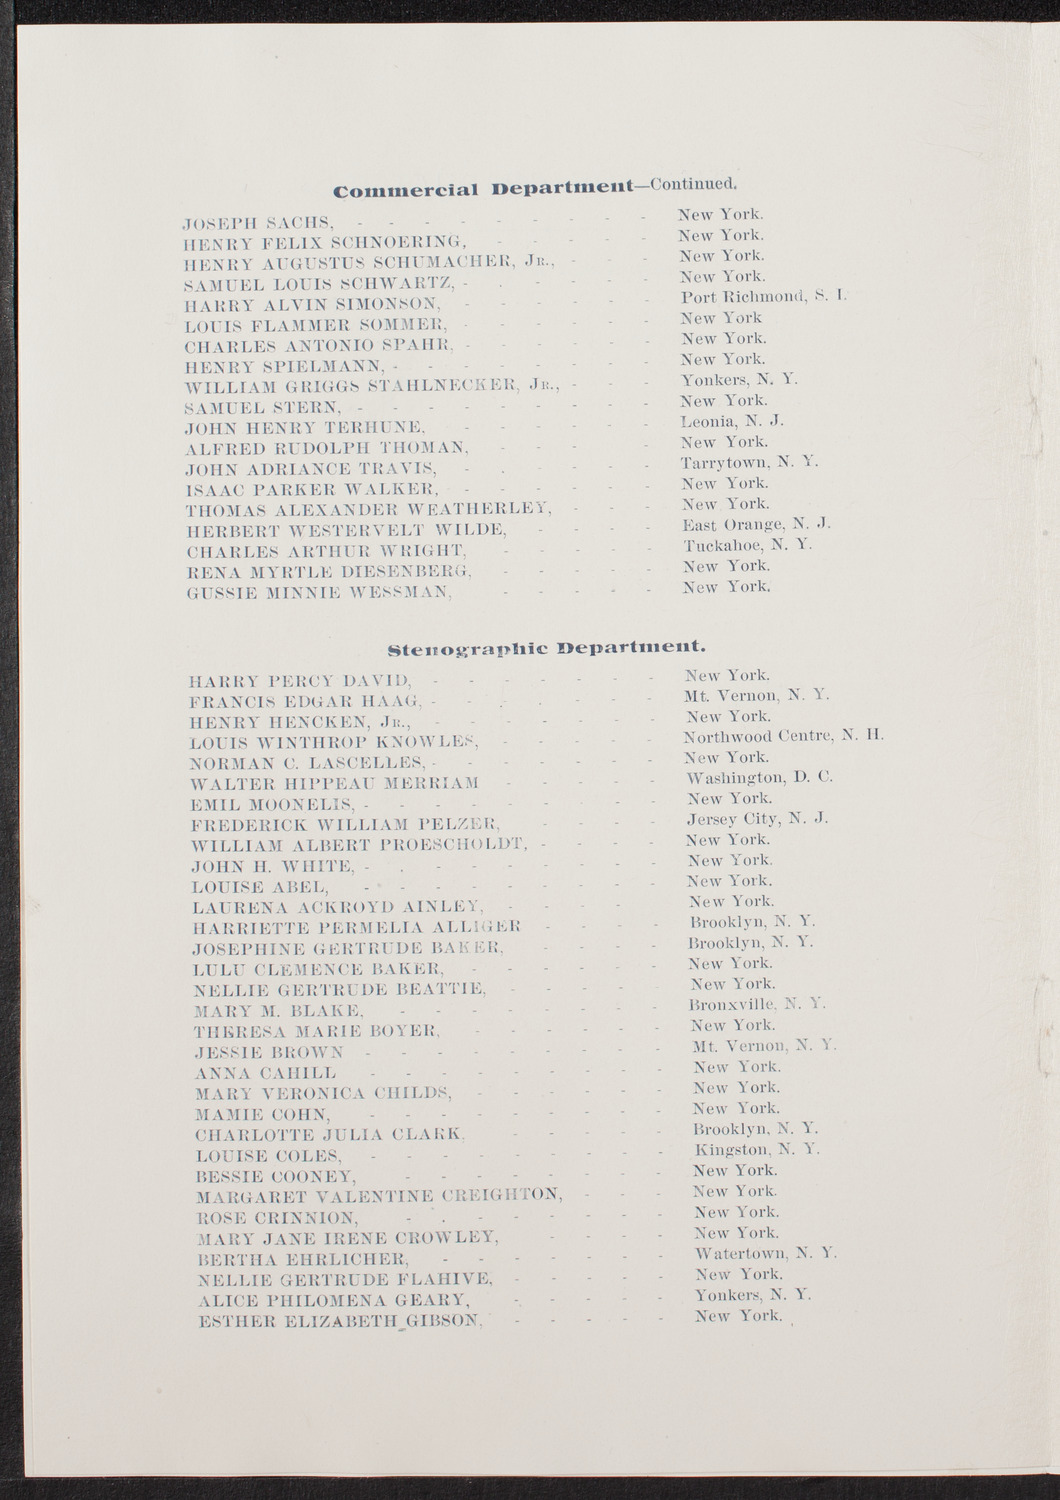 Commercial Department—Continued.
JOSEPH SACHS, - - - - - - - - - New York.
HENRY FELIX SCHNOERING, - - - - - New York.
HENRY AUGUSTUS SCHUMACHER, JR., - - - New York.
SAMUEL LOUIS SCHWARTZ, - - - - - - New York.
HARRY ALVIN SIMONSON, - - - - - - Port Richmond, S. I.
LOUIS FLAMMER SOMMER, - - - - - - New York
CHARLES ANTONIO SPAHR, - - - - - - New York.
HENRY SPIELMANN, - - - - - - - - New York.
WILLIAM GRIGGS STAHLNECKER, JR., - - - Yonkers, N. Y.
SAMUEL STERN, - - - - - - - - - New York.
JOHN HENRY TERHUNE, - - - - - - - Leonia, N. J.
ALFRED RUDOLPH THOMAN, - - - - - New York.
JOHN ADRIANCE TRAVIS, - - - - - - Tarrytown, N. Y.
ISAAC PARKER WALKER, - - - - - - New York.
THOMAS ALEXANDER WEATHERLEY, - - - New York.
HERBERT WESTERVELT WILDE, - - - - East Orange, N. J.
CHARLES ARTHUR WRIGHT, - - - - - Tuckahoe, N. Y.
RENA MYRTLE DIESENBERG, - - - - - New York.
GUSSIE MINNIE WESSMAN, - - - - - New York.
Stenographic Department.
HARRY PERCY DAVID, - - - - - - - New York.
FRANCIS EDGAR HAAG, - - - - - - - Mt. Vernon, N. Y.
HENRY HENCKEN, JR., - - - - - - - New York.
LOUIS WINTHROP KNOWLES, - - - - - Northwood Centre, N. H.
NORMAN C. LASCELLES, - - - - - - - New York.
WALTER HIPPEAU MERRIAM - - - - - Washington, D. C.
EMIL MOONELIS, - - - - - - - - - New York.
FREDERICK WILLIAM PELZER, - - - - Jersey City, N. J.
WILLIAM ALBERT PROESCHOLDT, - - - - New York.
JOHN H. WHITE, - - - - - - - - - New York.
LOUISE ABEL, - - - - - - - - - New York.
LAURENA ACKROYD AINLEY, - - - - New York.
HARRIETTE PERMELIA ALLIGER - - - - Brooklyn, N. Y.
JOSEPHINE GERTRUDE BAKER, - - - - Brooklyn, N. Y.
LULU CLEMENCE BAKER, - - - - - - New York.
NELLIE GERTRUDE BEATTIE, - - - - - New York.
MARY M. BLAKE, - - - - - - - - Bronxville, N. Y.
THERESA MARIE BOYER, - - - - - - New York.
JESSIE BROWN - - - - - - - - - Mt. Vernon, N. Y.
ANNA CAHILL - - - - - - - - - New York.
MARY VERONICA CHILDS, - - - - - - New York.
MAMIE COHN, - - - - - - - - - New York.
CHARLOTTE JULIA CLARK, - - - - - Brooklyn, N. Y.
LOUISE COLES, - - - - - - - - - Kingston, N. Y.
BESSIE COONEY, - - - - - - - - New York.
MARGARET VALENTINE CREIGHTON, - - - New York.
ROSE CRINNION, - - - - - - - - New York.
MARY JANE IRENE CROWLEY, - - - - New York.
BERTHA EHRLICHER, - - - - - - - Watertown, N. Y.
NELLIE GERTRUDE FLAHIVE, - - - - - New York.
ALICE PHILOMENA GEARY, - - - - - Yonkers, N. Y.
ESTHER ELIZABETH GIBSON, - - - - - New York.